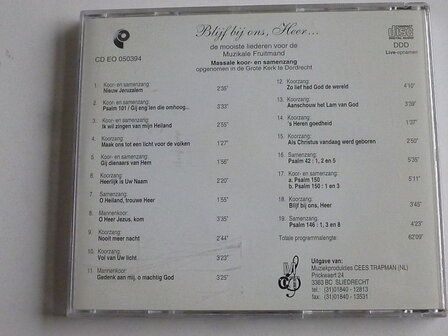 Blijf bij ons, Heer...
CD EO 050394
de mooiste liederen voor de
Muzikale Fruitmand
Massale koor- en samenzang
opgenomen in de Grote Kerk te Dordrecht
DDD
Live-opnamen
1. Koor- en samenzang:
Nieuw Jeruzalem 2'35"
2. Koor- en samenzang:
Psalm 101 / Gij eng'len die omhoog... 3'33"
3. Koor- en samenzang:
Ik wil zingen van mijn Heiland 2'55"
4. Koorzang:
Maak ons tot een licht voor de volken 1'27"
5. Koor- en samenzang:
Gij dienaars van Hem 1'56"
6. Koorzang:
Heerlijk is Uw Naam 2'20"
7. Samenzang:
O Heiland, trouwe Heer 1'55"
8. Mannenkoor:
O Heer Jezus, kom 3'35"
9. Koorzang:
Nooit meer nacht 2'44"
10. Koorzang:
Vol van Uw licht 3'23"
11. Mannenkoor:
Gedenk aan mij, o machtig God 3'25"
12. Koorzang:
Zo lief had God de wereld 4'10"
13. Koorzang:
Aanschouw het Lam van God 3'39"
14. Koorzang:
's Heren goedheid 1'37"
15. Koorzang:
Als Christus vandaag werd geboren 2'50"
16. Samenzang:
Psalm 42 : 1, 2 en 5 5'35"
17. Koor- en samenzang:
a. Psalm 150 5'11"
b. Psalm 150 : 1 en 3
18. Koorzang:
Blijf bij ons, Heer 3'45"
19. Samenzang:
Psalm 146 : 1, 3 en 8 4'23"
Totale programmalengte: 62'09"
Uitgave van:
Muziekprodukties CEES TRAPMAN (NL)
Prickwaert 24
3363 BC SLIEDRECHT
tel.: (31)01840 - 12813
fax: (31)01840 - 13531